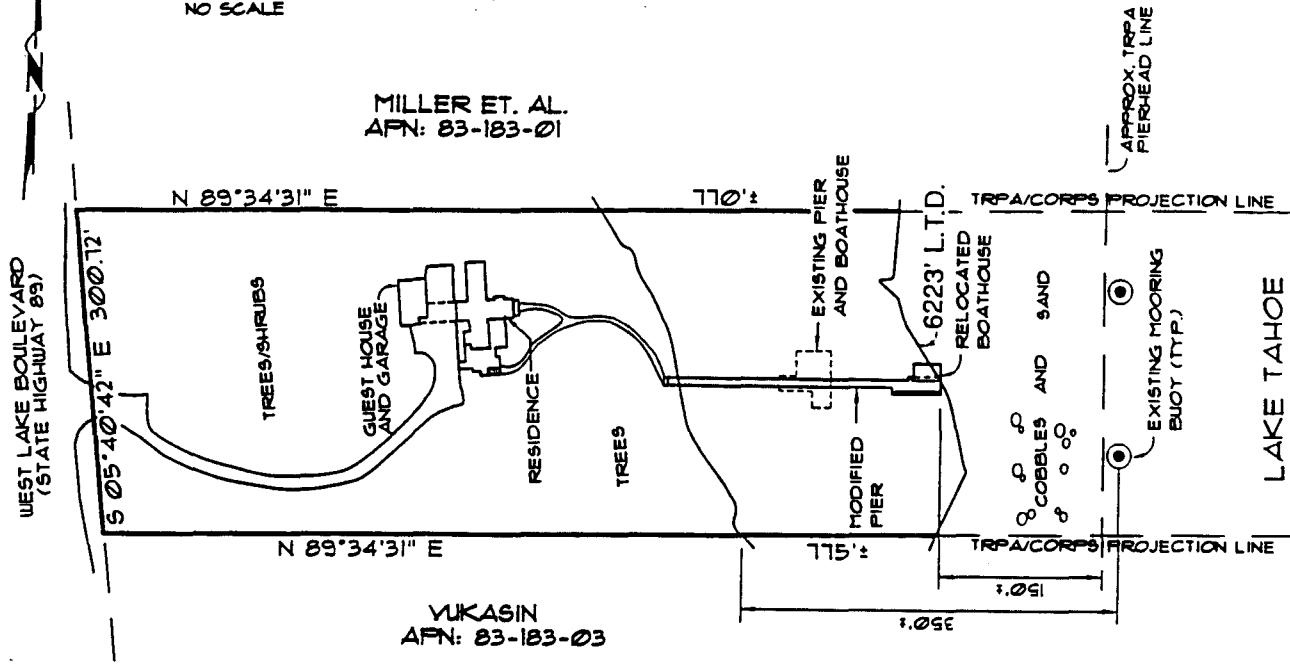 NO SCALE
WEST LAKE BOULEVARD
(STATE HIGHWAY 89)
MILLER ET. AL.
APN: 83-183-01
N 89°34'31" E
770'±
S 05°40'42" E 300.72'
TREES/SHRUBS
GUEST HOUSE
AND GARAGE
RESIDENCE
TREES
EXISTING PIER
AND BOATHOUSE
MODIFIED
PIER
6223' L.T.D.
RELOCATED
BOATHOUSE
COBBLES AND SAND
TRPA/CORPS PROJECTION LINE
APPROX. TRPA
PIERHEAD LINE
EXISTING MOORING
BUOY (TYP.)
LAKE TAHOE
N 89°34'31" E
775'±
TRPA/CORPS PROJECTION LINE
150'±
350'±
VUKASIN
APN: 83-183-03